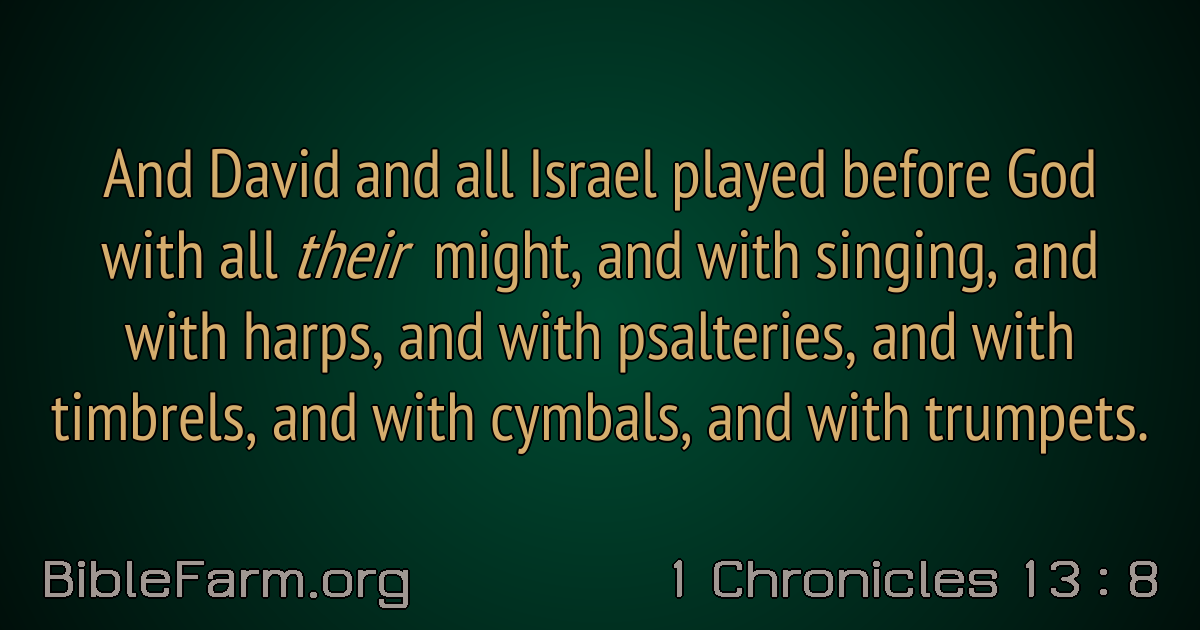 And David and all Israel played before God
with all their might, and with singing, and
with harps, and with psalteries, and with
timbrels, and with cymbals, and with trumpets.
BibleFarm.org
1 Chronicles 13 : 8